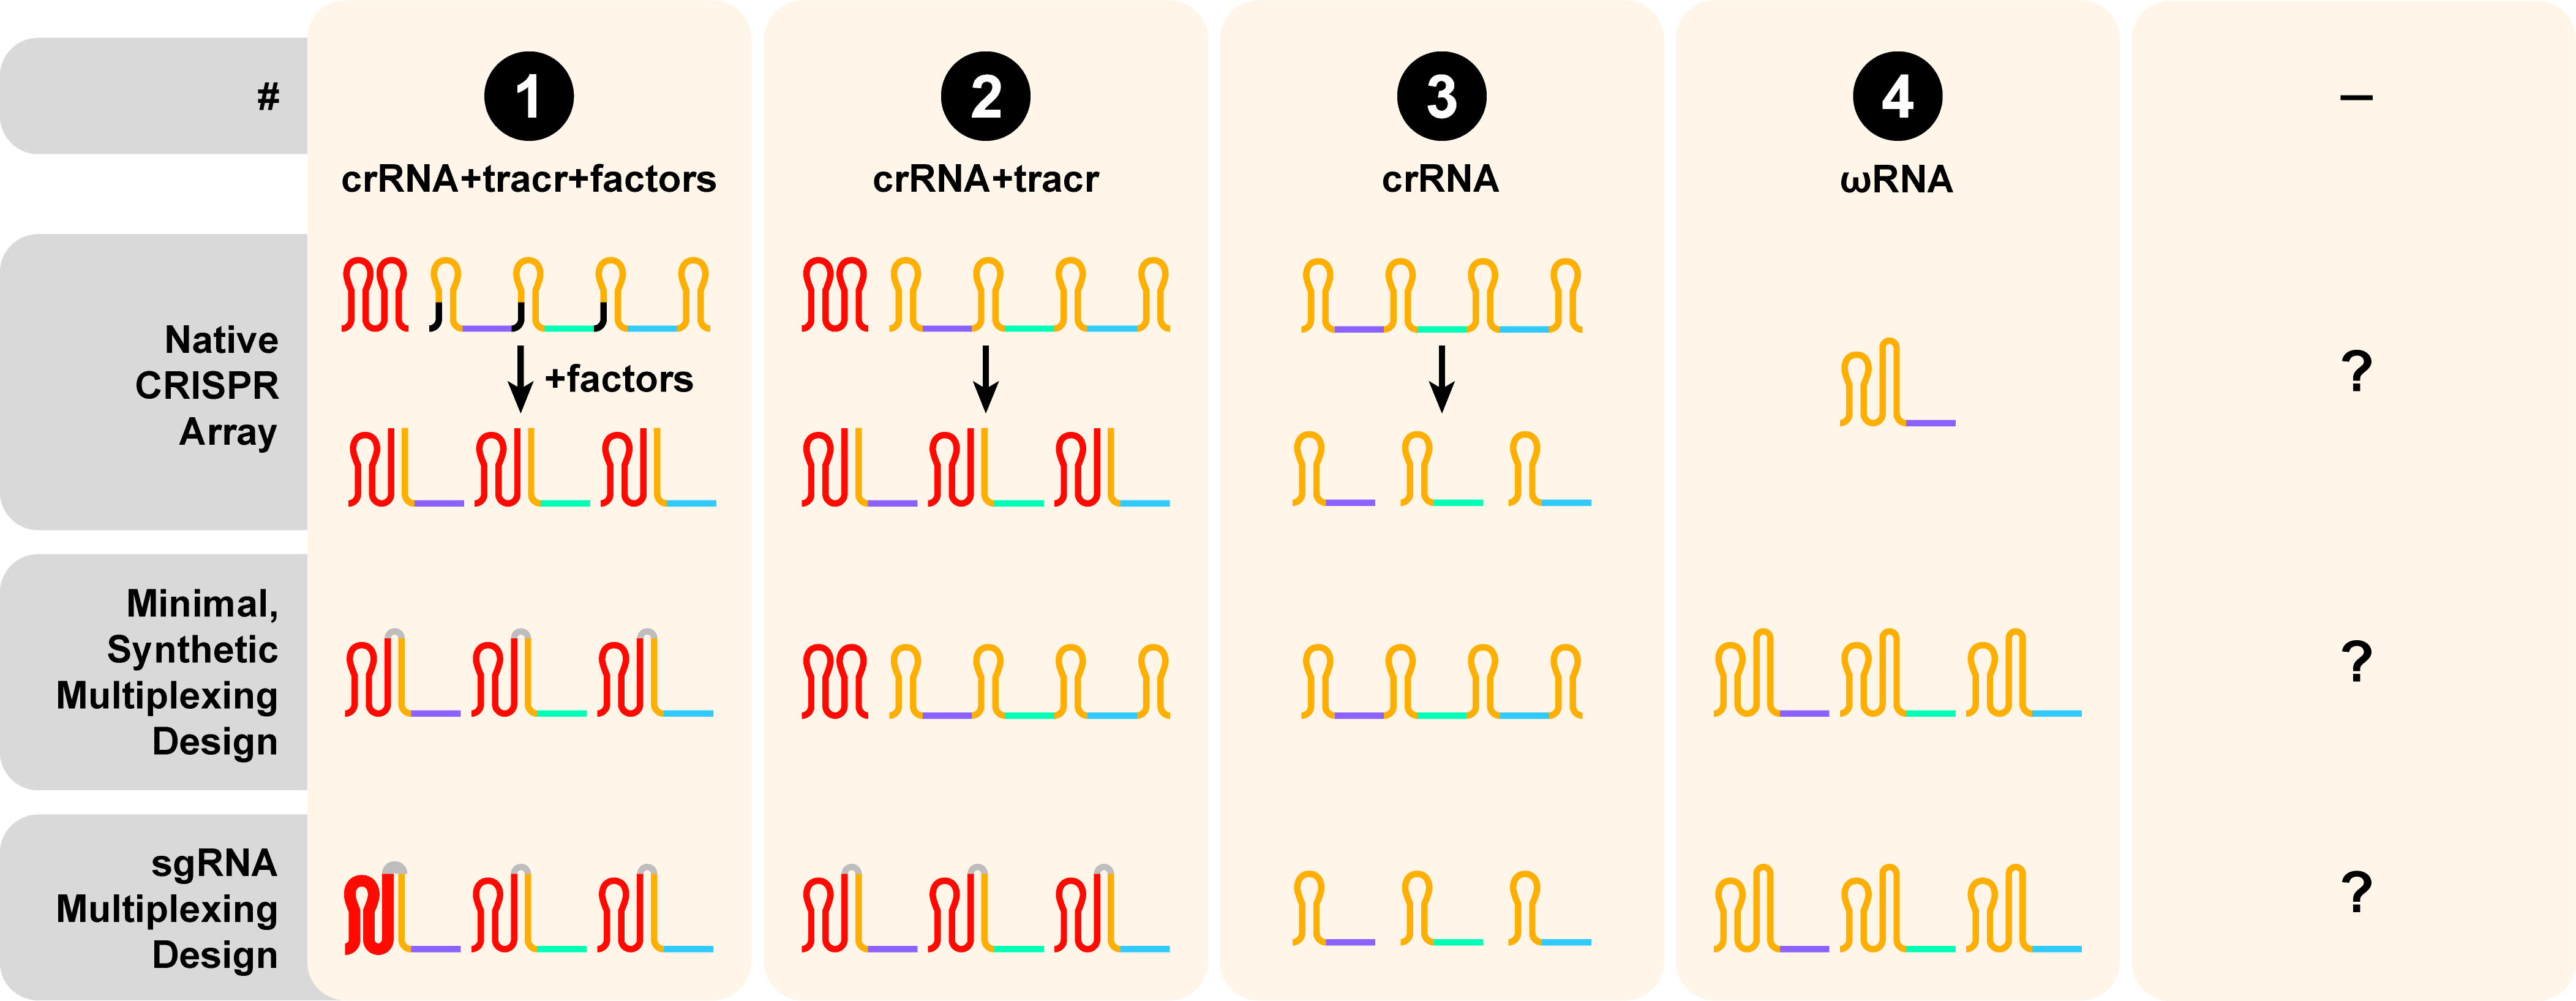 #
1
2
3
4
–
crRNA+tracr+factors
crRNA+tracr
crRNA
ωRNA
Native
CRISPR
Array
+factors
?
Minimal,
Synthetic
Multiplexing
Design
?
sgRNA
Multiplexing
Design
?